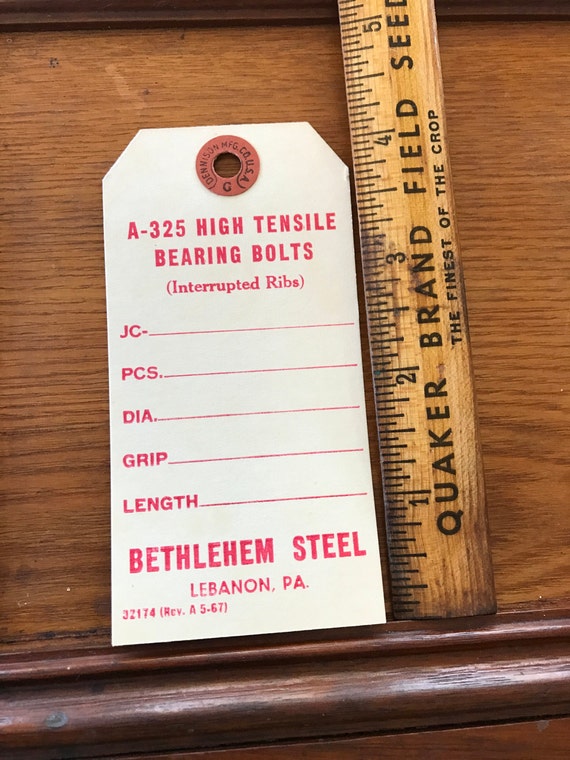 DENNISON MFG. CO. U.S.A.
G
A-325 HIGH TENSILE
BEARING BOLTS
(Interrupted Ribs)
JC-
PCS.
DIA.
GRIP
LENGTH
BETHLEHEM STEEL
LEBANON, PA.
32174 (Rev. A 5-67)
5
4
3
2
1
QUAKER BRAND FIELD SEED
THE FINEST OF THE CROP